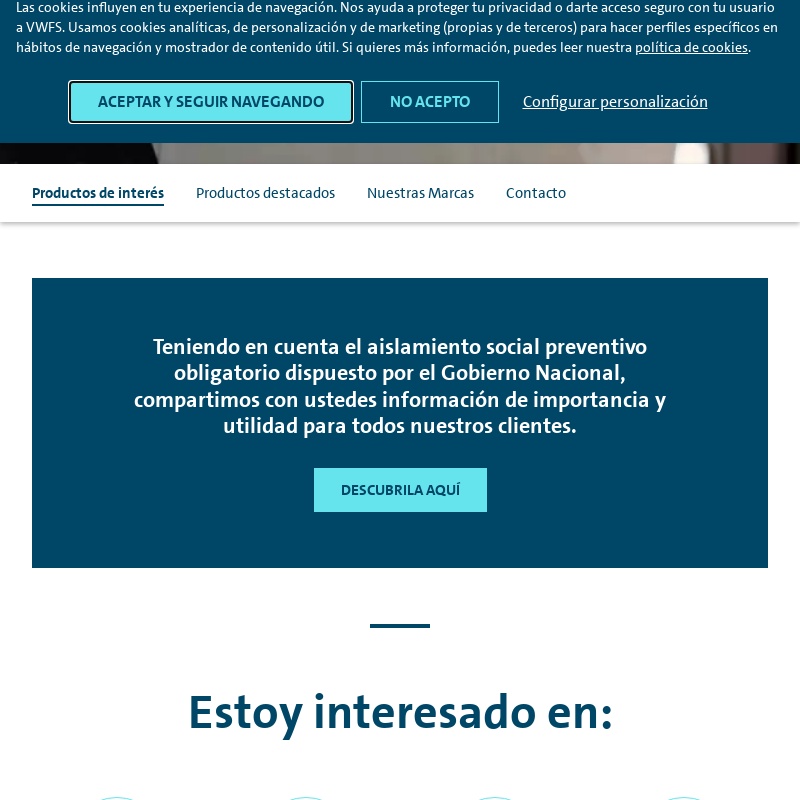 Las cookies influyen en tu experiencia de navegación. Nos ayuda a proteger tu privacidad o darte acceso seguro con tu usuario
a VWFS. Usamos cookies analíticas, de personalización y de marketing (propias y de terceros) para hacer perfiles específicos en
hábitos de navegación y mostrador de contenido útil. Si quieres más información, puedes leer nuestra política de cookies.
ACEPTAR Y SEGUIR NAVEGANDO
NO ACEPTO
Configurar personalización
Productos de interés
Productos destacados
Nuestras Marcas
Contacto
Teniendo en cuenta el aislamiento social preventivo
obligatorio dispuesto por el Gobierno Nacional,
compartimos con ustedes información de importancia y
utilidad para todos nuestros clientes.
DESCUBRILA AQUÍ
Estoy interesado en: